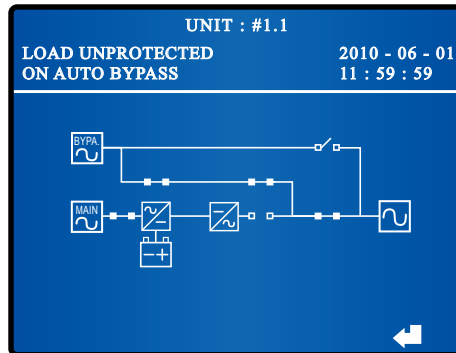 UNIT : #1.1
LOAD UNPROTECTED 2010 - 06 - 01
ON AUTO BYPASS 11 : 59 : 59
BYPA.
MAIN